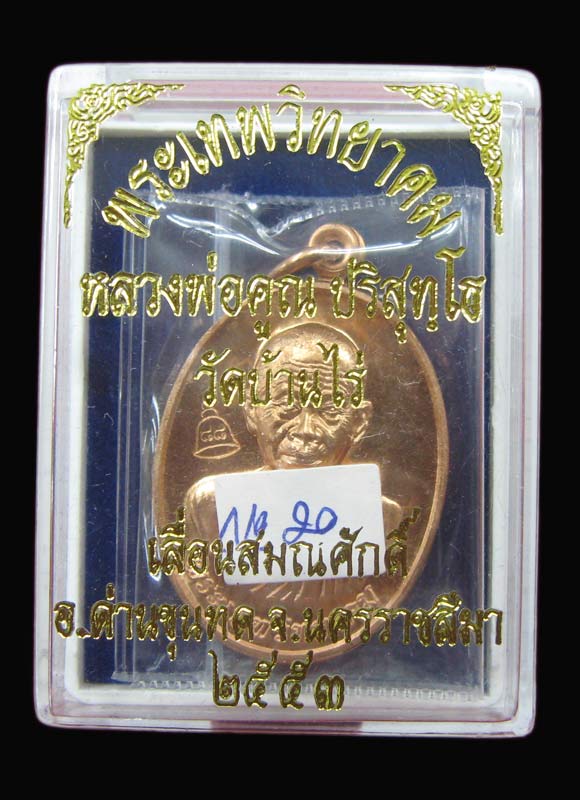 พระเทพวิทยาคม
หลวงพ่อคูณ ปริสุทฺโธ
วัดบ้านไร่
๘๘
20
เลื่อนสมณศักดิ์
อ.ด่านขุนทด จ.นครราชสีมา
๒๕๕๓